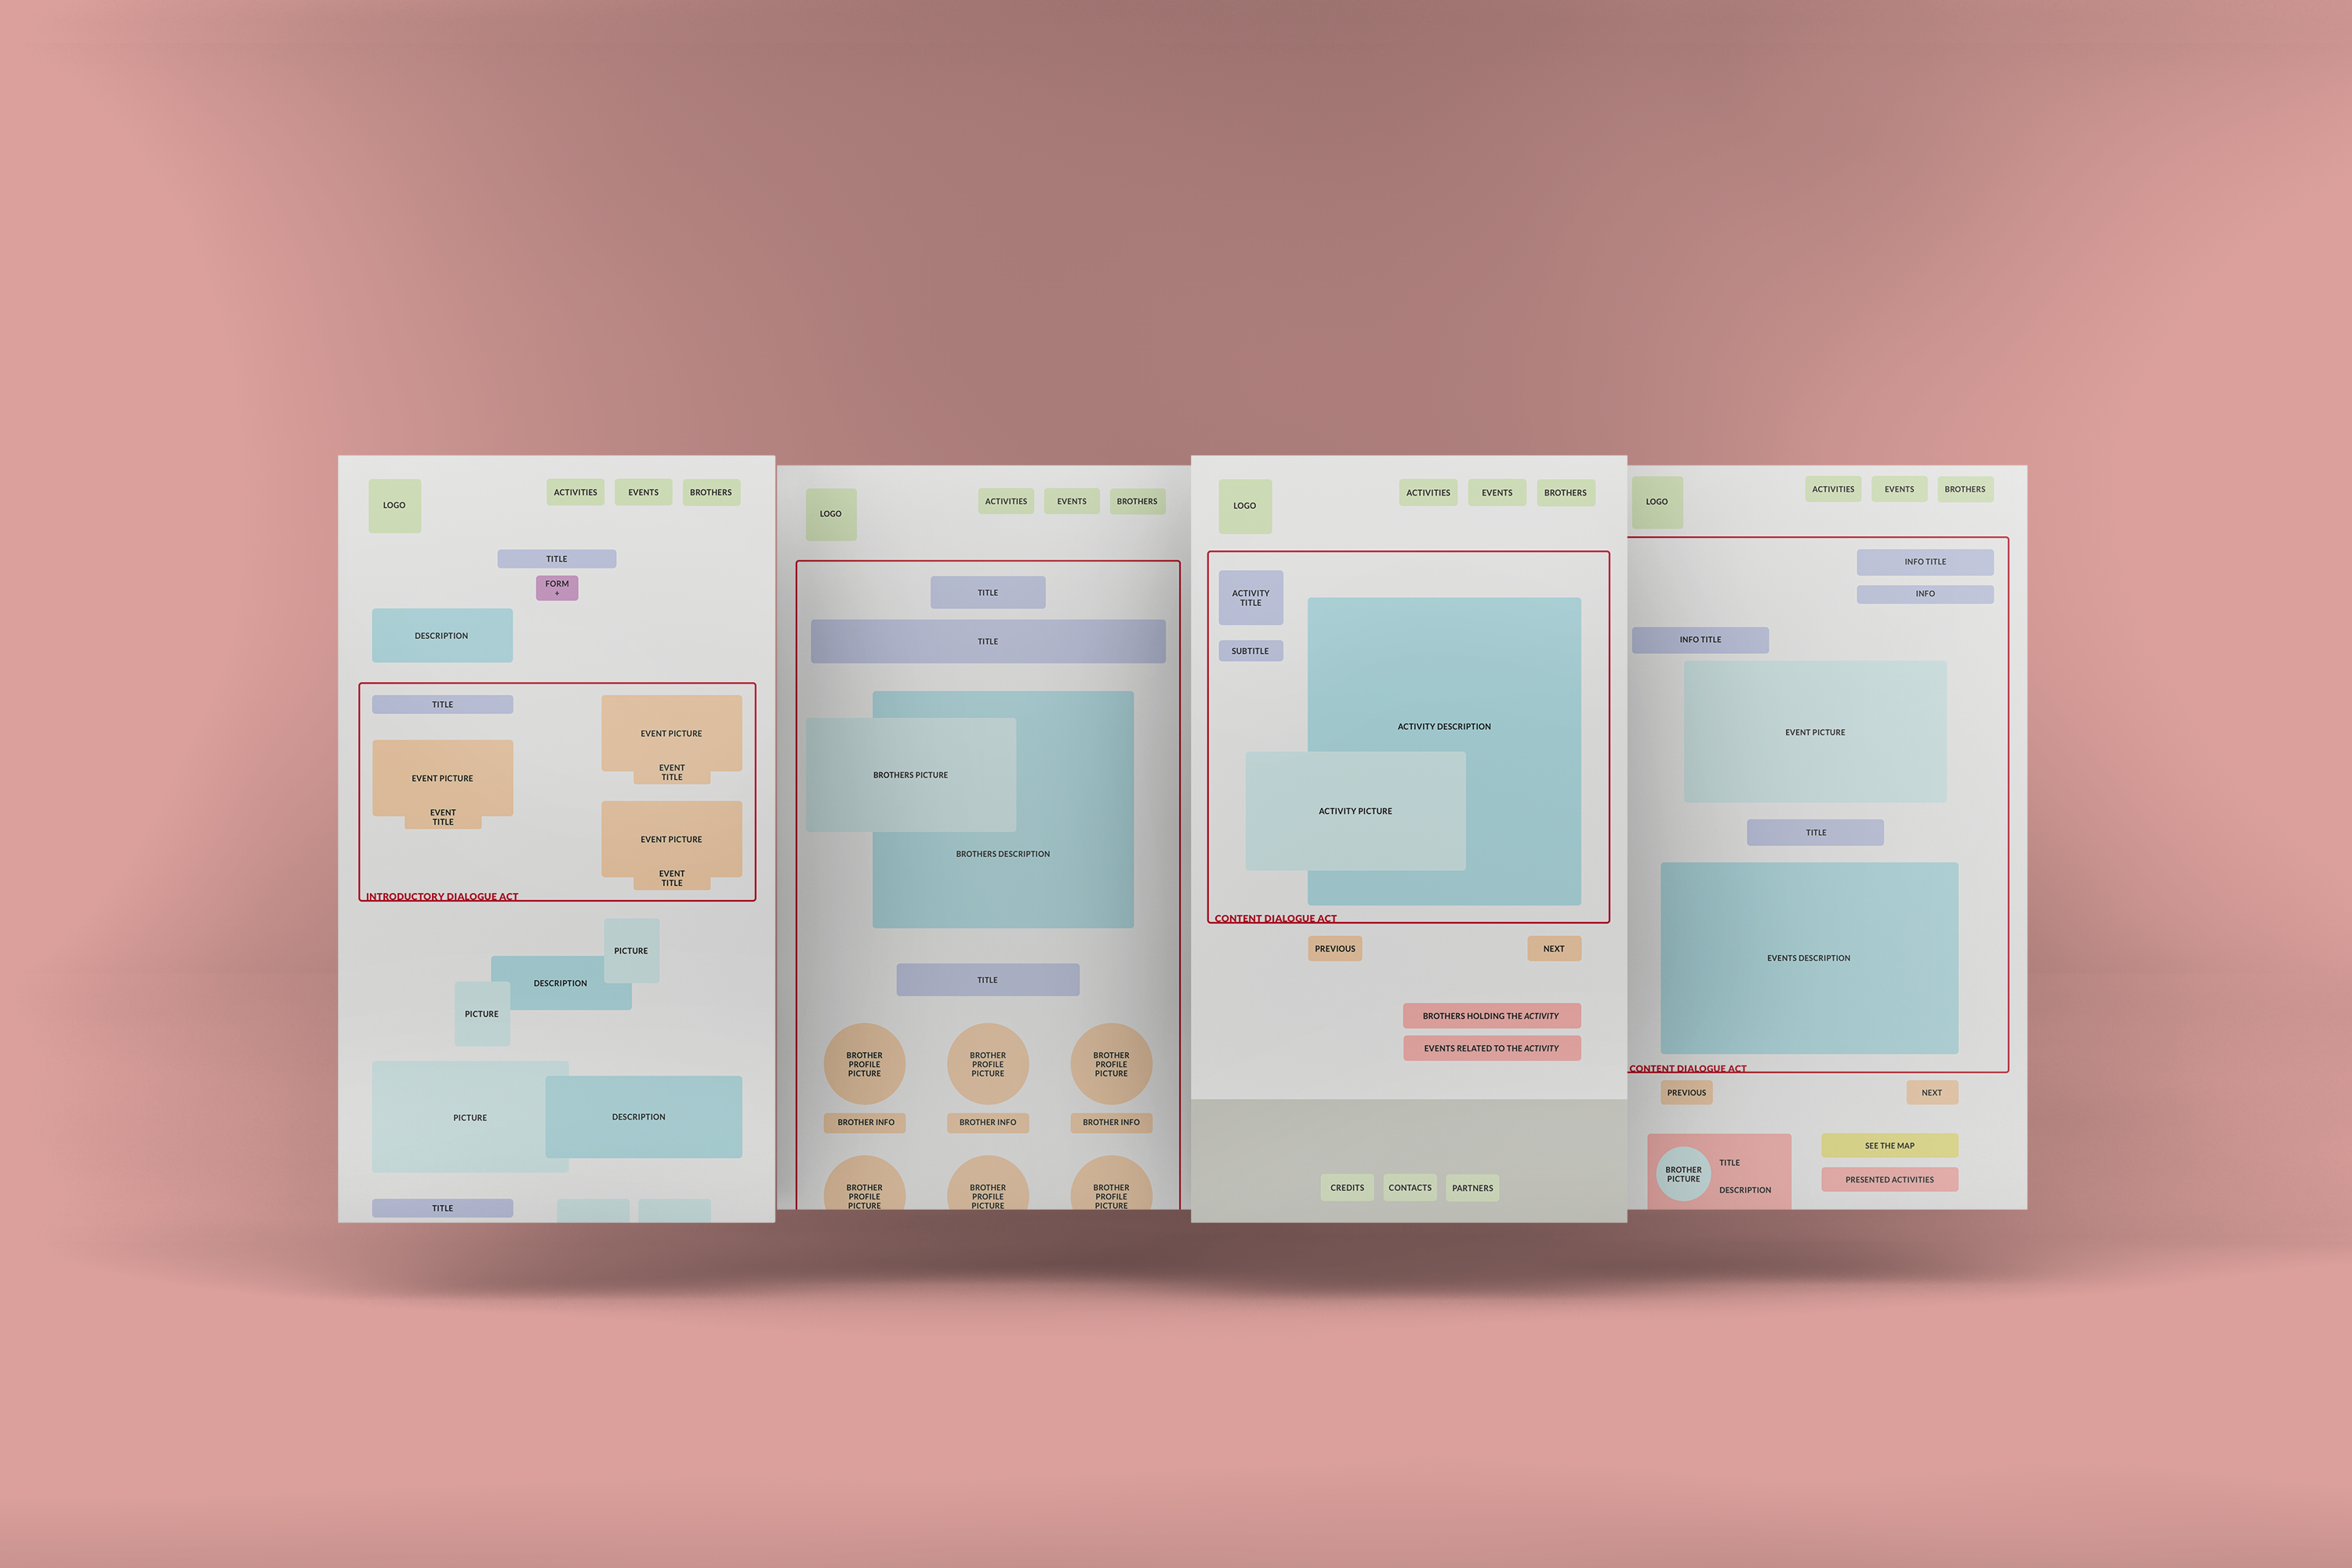 LOGO
ACTIVITIES
EVENTS
BROTHERS
TITLE
FORM
+
DESCRIPTION
TITLE
EVENT PICTURE
EVENT
TITLE
EVENT PICTURE
EVENT
TITLE
EVENT PICTURE
EVENT
TITLE
INTRODUCTORY DIALOGUE ACT
PICTURE
DESCRIPTION
PICTURE
PICTURE
DESCRIPTION
TITLE
LOGO
ACTIVITIES
EVENTS
BROTHERS
TITLE
TITLE
BROTHERS PICTURE
BROTHERS DESCRIPTION
TITLE
BROTHER
PROFILE
PICTURE
BROTHER
PROFILE
PICTURE
BROTHER
PROFILE
PICTURE
BROTHER INFO
BROTHER INFO
BROTHER INFO
BROTHER
PROFILE
PICTURE
BROTHER
PROFILE
PICTURE
BROTHER
PROFILE
PICTURE
LOGO
ACTIVITIES
EVENTS
BROTHERS
ACTIVITY
TITLE
SUBTITLE
ACTIVITY DESCRIPTION
ACTIVITY PICTURE
CONTENT DIALOGUE ACT
PREVIOUS
NEXT
BROTHERS HOLDING THE ACTIVITY
EVENTS RELATED TO THE ACTIVITY
CREDITS
CONTACTS
PARTNERS
LOGO
ACTIVITIES
EVENTS
BROTHERS
INFO TITLE
INFO
INFO TITLE
EVENT PICTURE
TITLE
EVENTS DESCRIPTION
CONTENT DIALOGUE ACT
PREVIOUS
NEXT
BROTHER
PICTURE
TITLE
DESCRIPTION
SEE THE MAP
PRESENTED ACTIVITIES